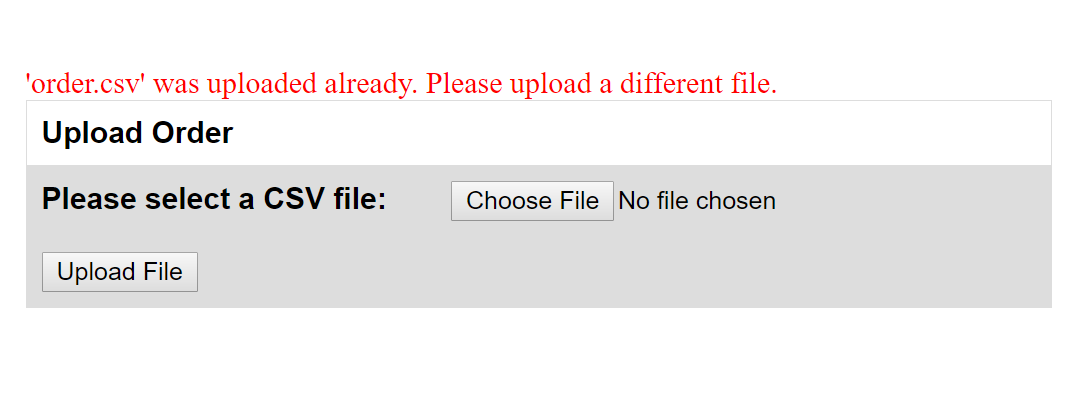 'order.csv' was uploaded already. Please upload a different file.
Upload Order
Please select a CSV file: Choose File No file chosen
Upload File